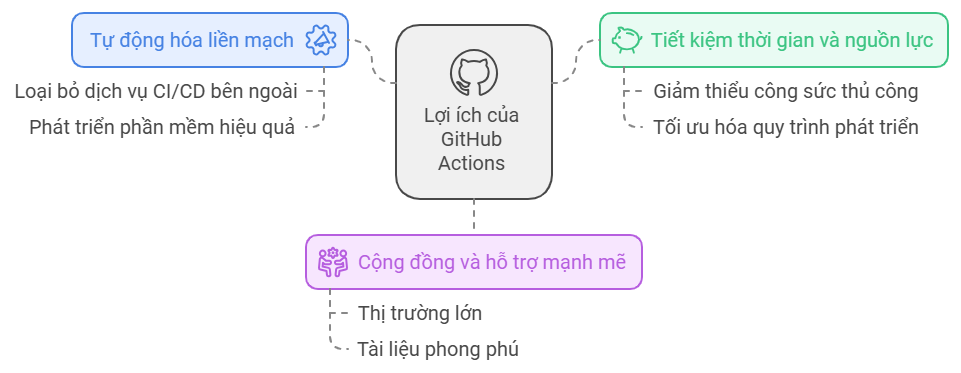 Tự động hóa liền mạch
Loại bỏ dịch vụ CI/CD bên ngoài
Phát triển phần mềm hiệu quả
Lợi ích của
GitHub
Actions
Tiết kiệm thời gian và nguồn lực
Giảm thiểu công sức thủ công
Tối ưu hóa quy trình phát triển
Cộng đồng và hỗ trợ mạnh mẽ
Thị trường lớn
Tài liệu phong phú